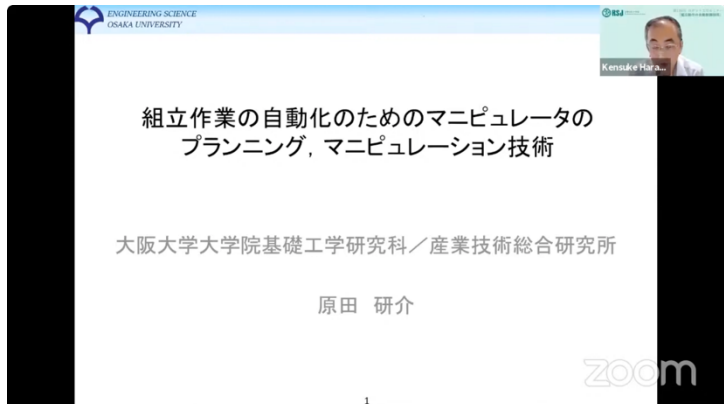 ENGINEERING SCIENCE
OSAKA UNIVERSITY
RSJ
Kensuke Hara...
組立作業の自動化のためのマニピュレータの
プランニング，マニピュレーション技術
大阪大学大学院基礎工学研究科／産業技術総合研究所
原田　研介
zoom
1